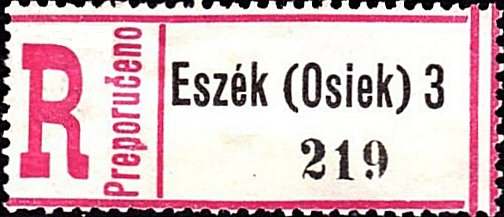 R
Preporučeno
Eszék (Osiek) 3
219